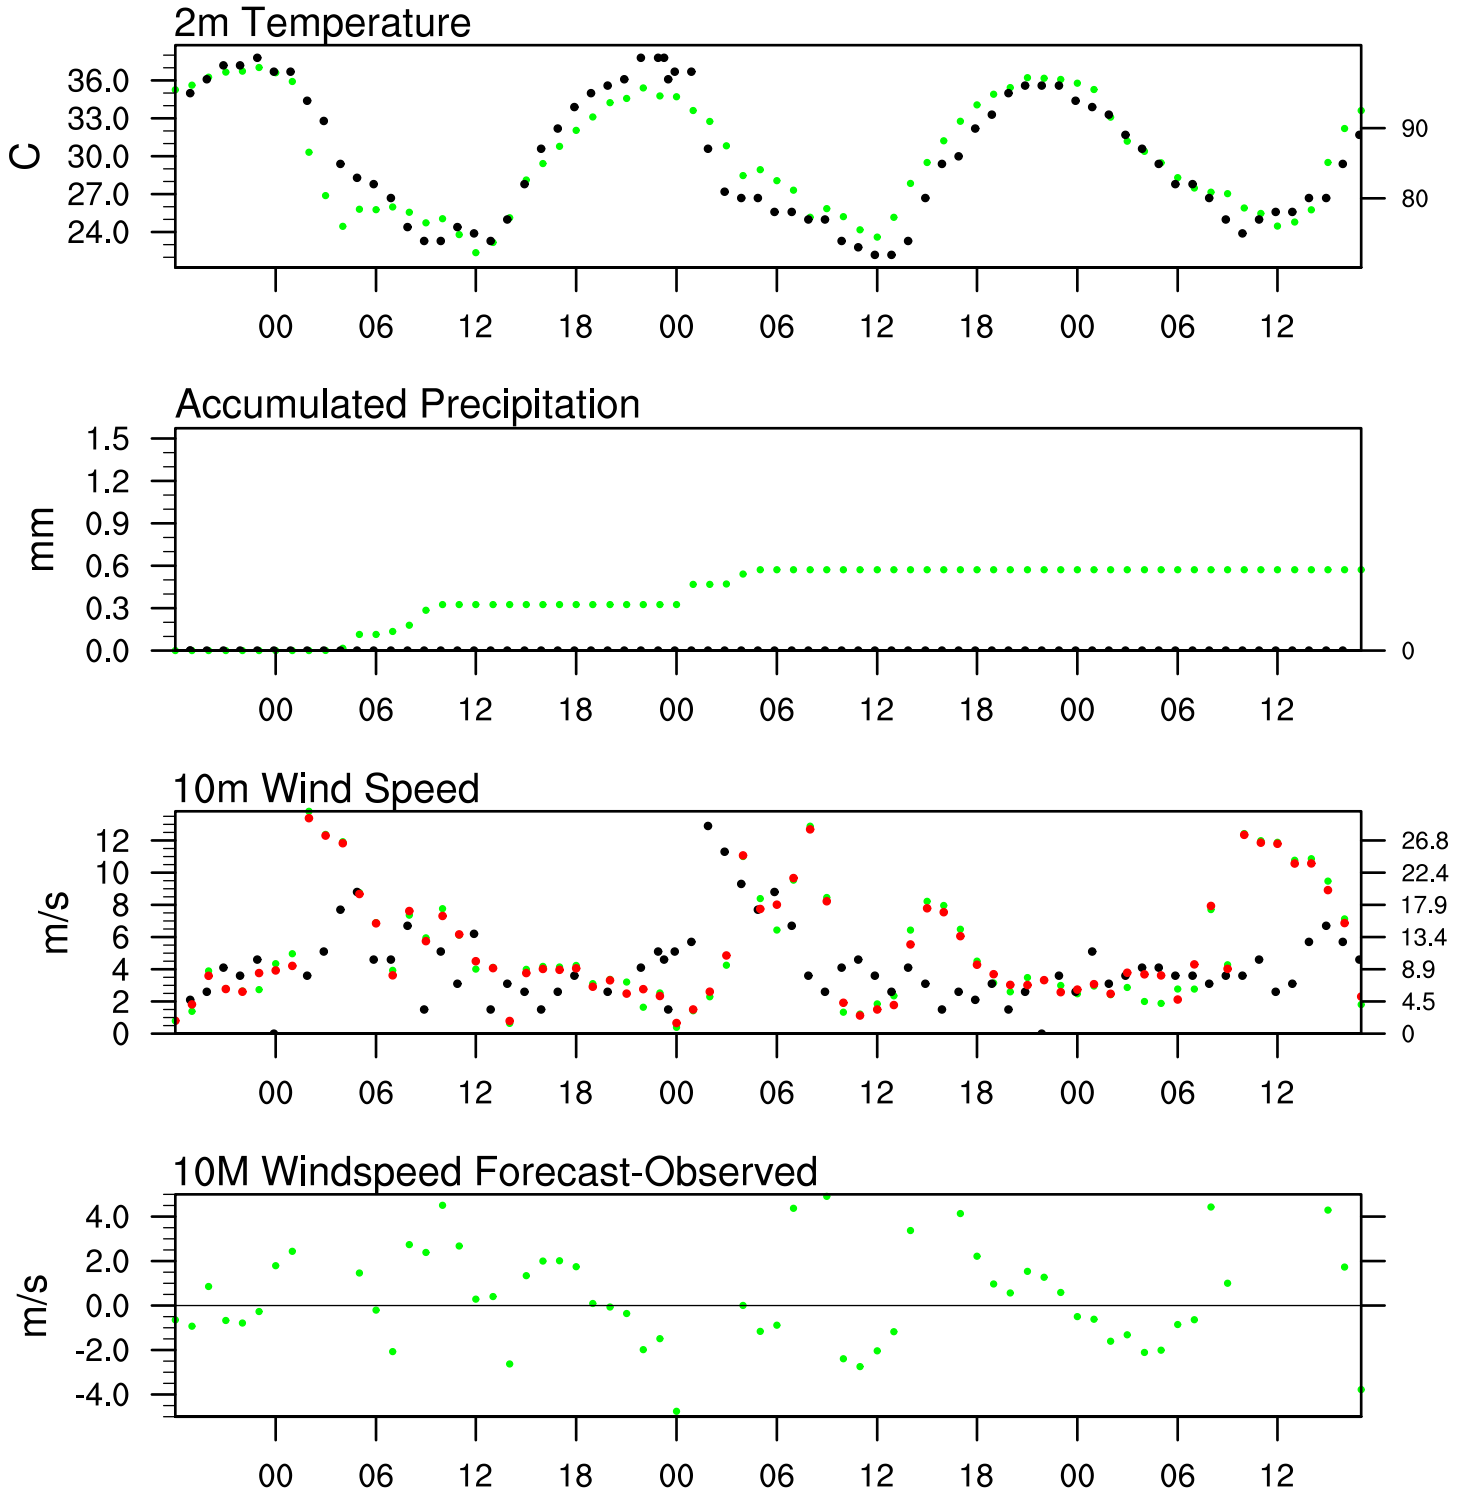 2m Temperature
36.0
33.0
30.0
27.0
24.0
C
90
80
00 06 12 18 00 06 12 18 00 06 12
Accumulated Precipitation
1.5
1.2
0.9
0.6
0.3
0.0
mm
0
00 06 12 18 00 06 12 18 00 06 12
10m Wind Speed
12
10
8
6
4
2
0
m/s
26.8
22.4
17.9
13.4
8.9
4.5
0
00 06 12 18 00 06 12 18 00 06 12
10M Windspeed Forecast-Observed
4.0
2.0
0.0
-2.0
-4.0
m/s
00 06 12 18 00 06 12 18 00 06 12